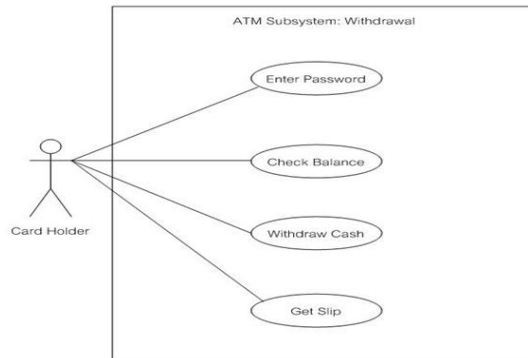 ATM Subsystem: Withdrawal
Enter Password
Check Balance
Withdraw Cash
Card Holder
Get Slip